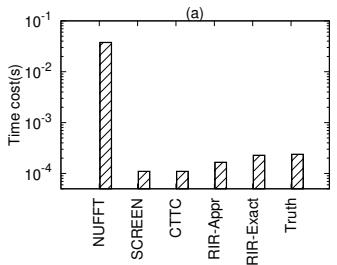 (a)
Time cost(s)
10^-1
10^-2
10^-3
10^-4
NUFFT
SCREEN
CTTC
RIR-Appr
RIR-Exact
Truth